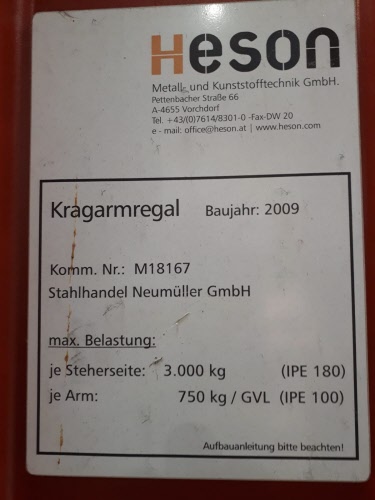 Heson
Metall- und Kunststofftechnik GmbH.
Pettenbacher Straße 66
A-4655 Vorchdorf
Tel. +43/(0)7614/8301-0 -Fax-DW 20
e - mail: office@heson.at | www.heson.com
Kragarmregal Baujahr: 2009
Komm. Nr.: M18167
Stahlhandel Neumüller GmbH
max. Belastung:
je Steherseite: 3.000 kg (IPE 180)
je Arm: 750 kg / GVL (IPE 100)
Aufbauanleitung bitte beachten!